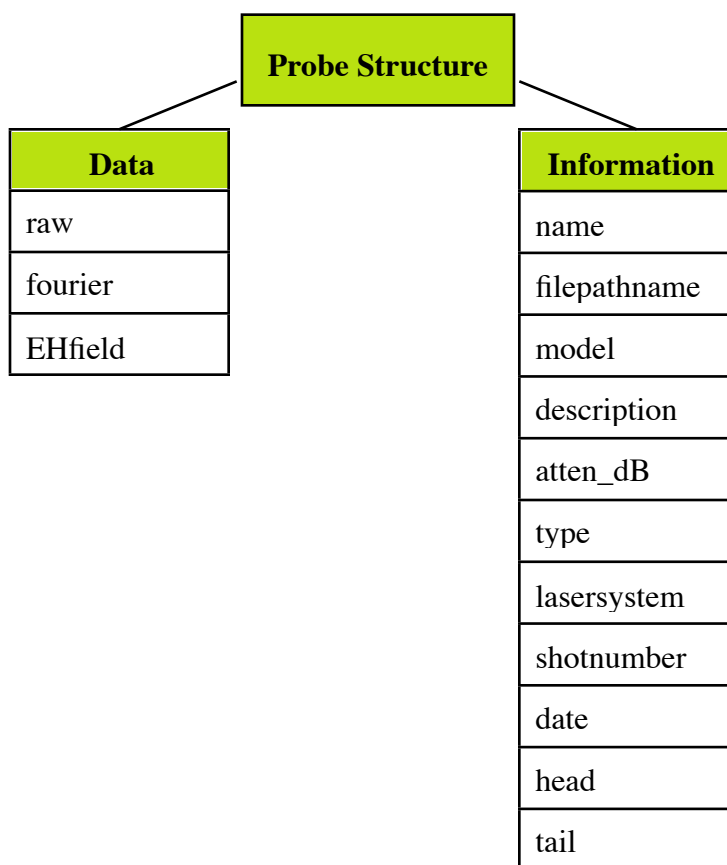 Probe Structure
Data
raw
fourier
EHfield
Information
name
filepathname
model
description
atten_dB
type
lasersystem
shotnumber
date
head
tail